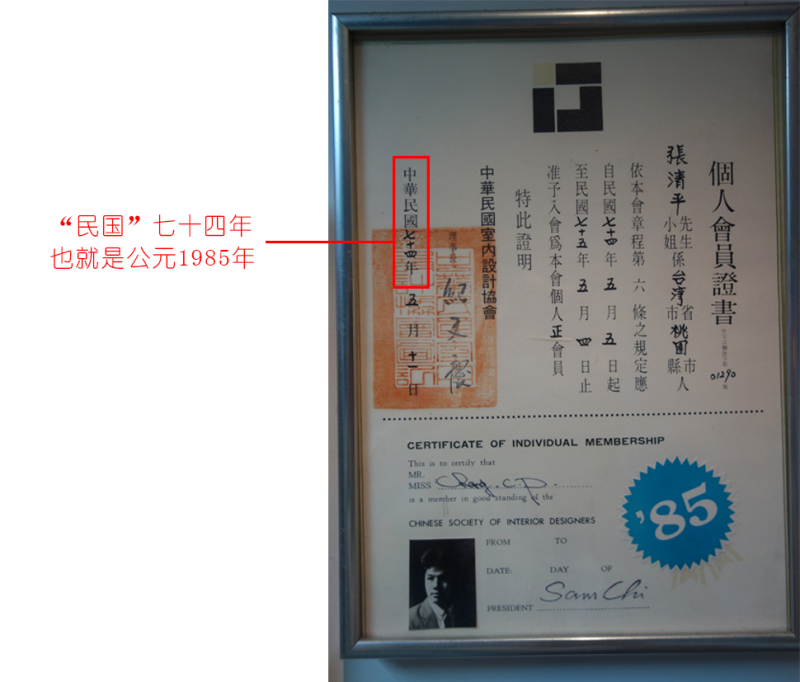 “民国”七十四年
也就是公元1985年
個人會員證書
01290
張清平先生
小姐係台灣省
市桃園市
縣人
依本會章程第六條之規定應
自民國七十四年五月五日起
至民國七十五年五月四日止
准予入會爲本會個人正會員
特此證明
中華民國室內設計協會
理事長
中華民國七十四年五月十一日
CERTIFICATE OF INDIVIDUAL MEMBERSHIP
This is to certify that
MR.
MISS Chang. C.P.
is a member in good standing of the
CHINESE SOCIETY OF INTERIOR DESIGNERS
'85
FROM TO
DATE: DAY OF
PRESIDENT Sam Chi